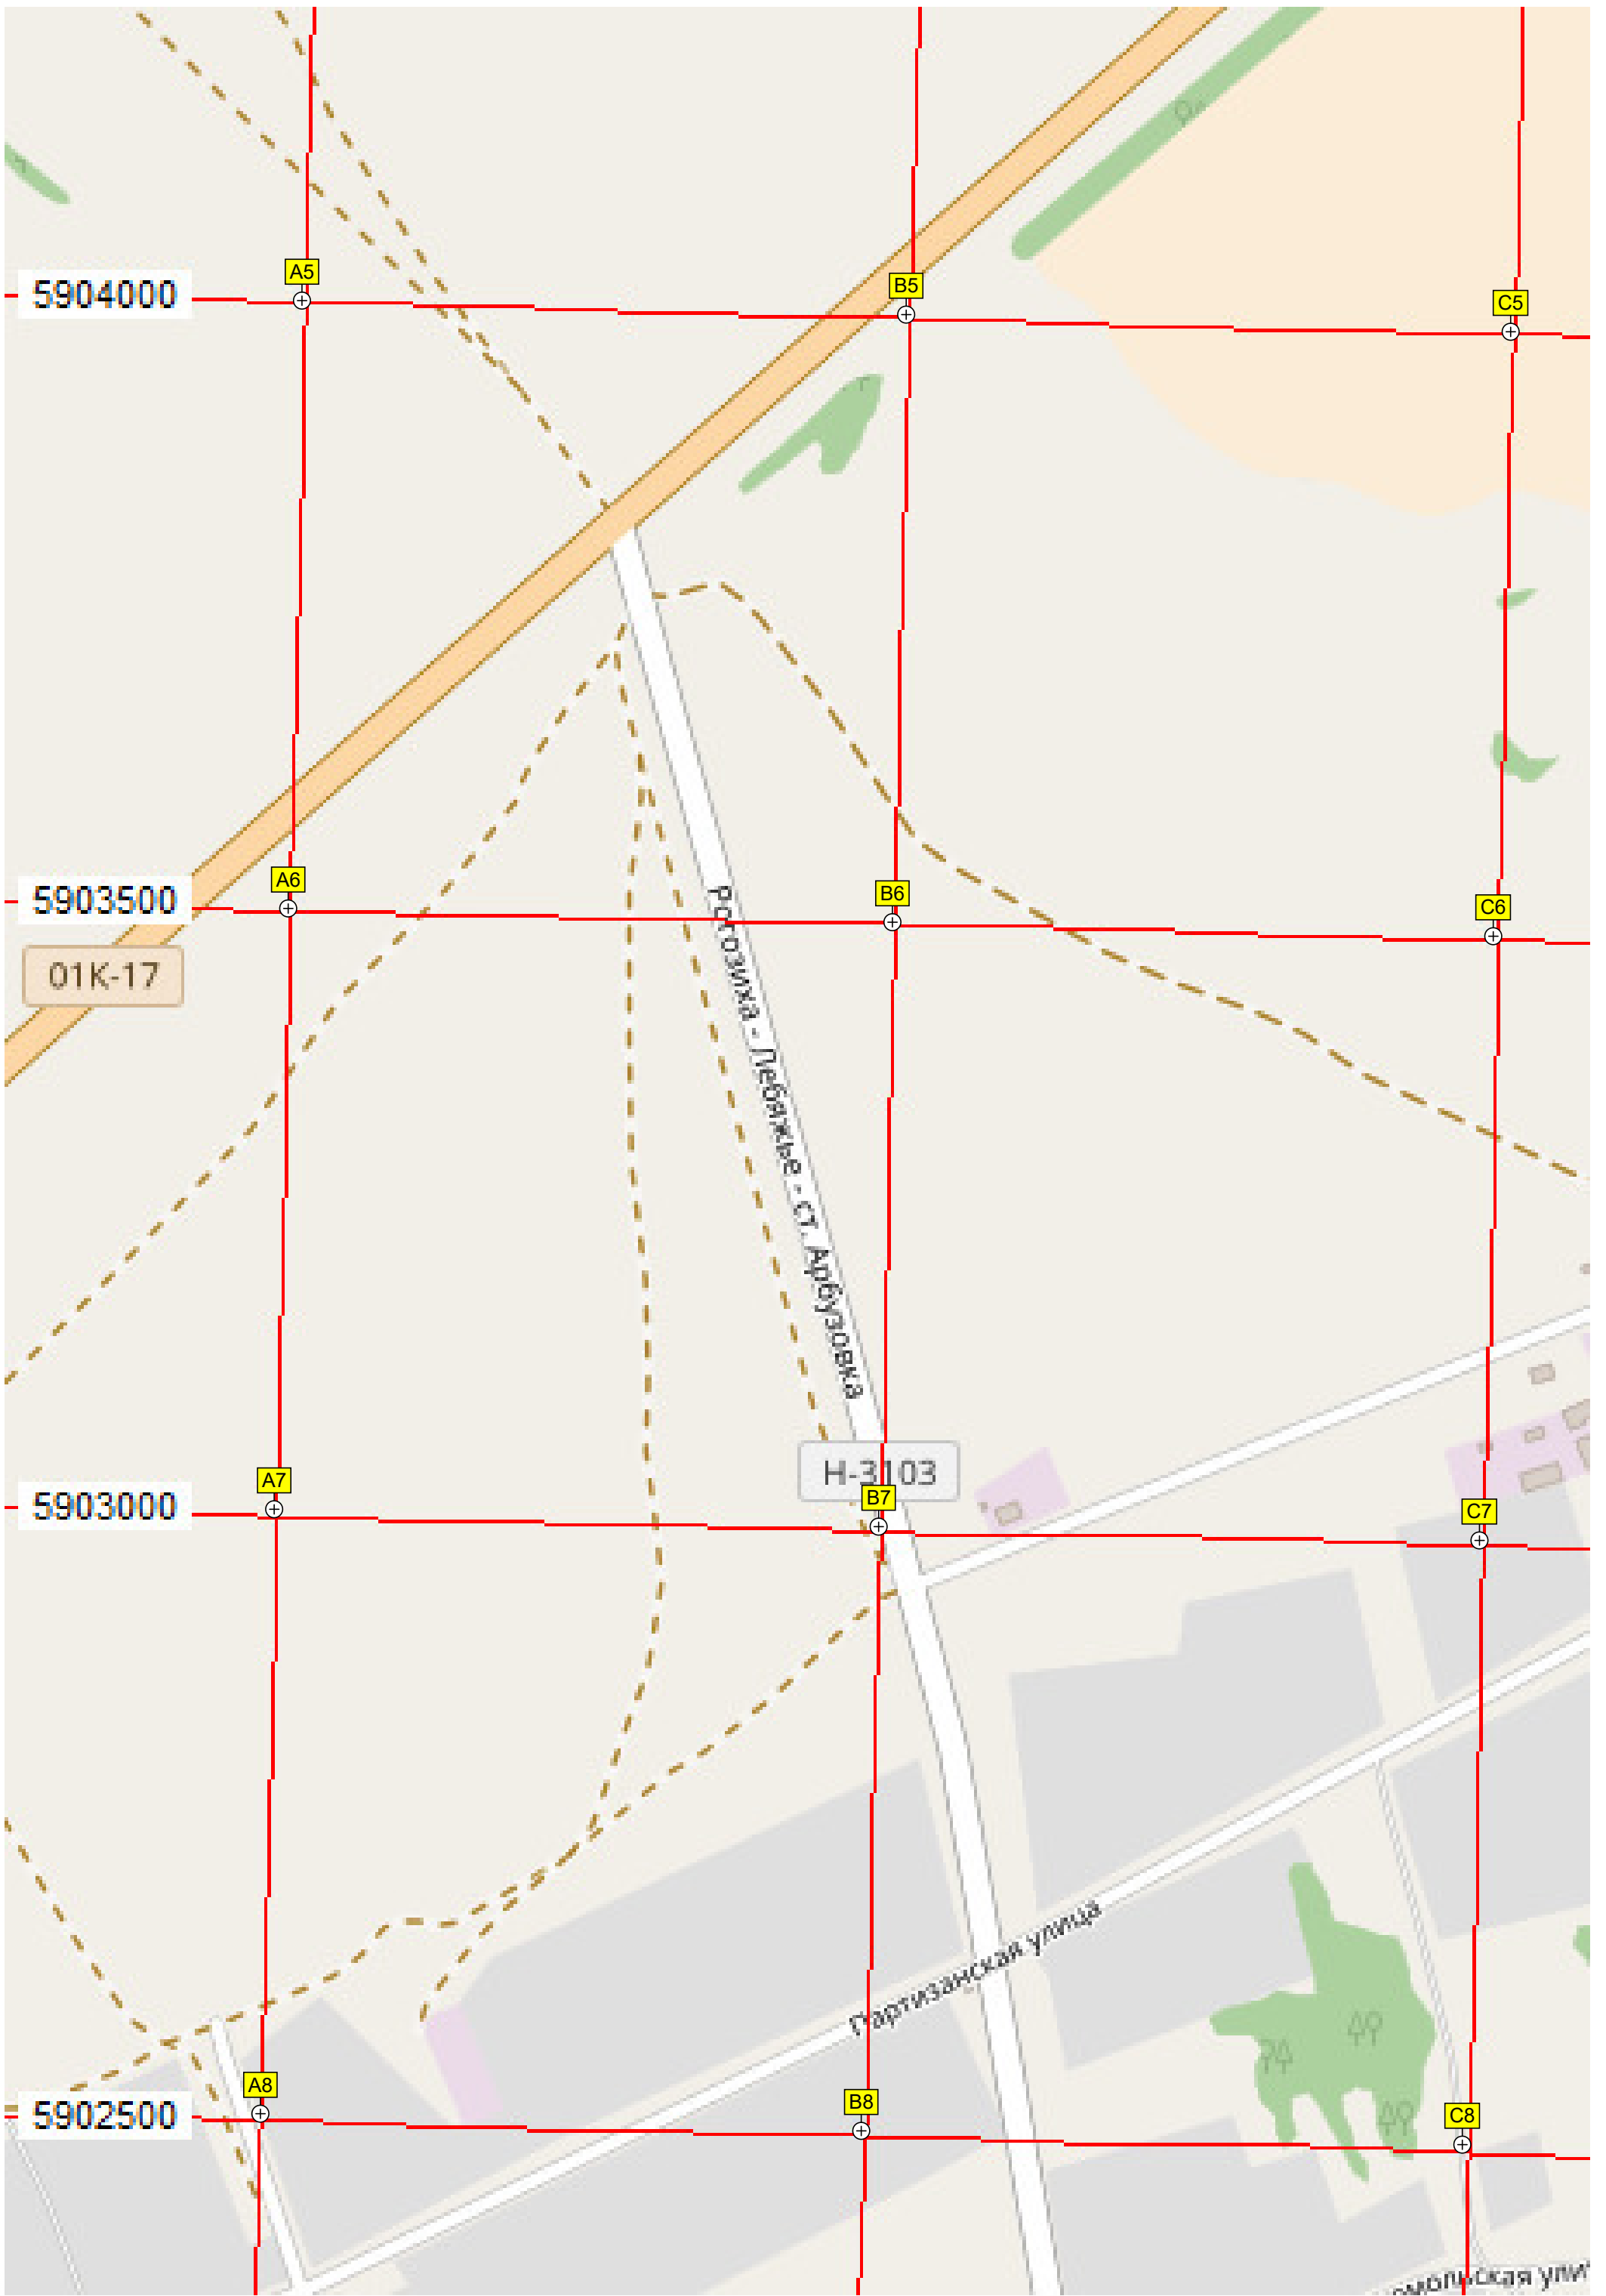 A5
B5
C5
5904000
A6
B6
C6
5903500
01К-17
Рогозиха - Лебяжье - ст. Арбузовка
Н-3103
A7
B7
C7
5903000
Партизанская улица
A8
B8
C8
5902500